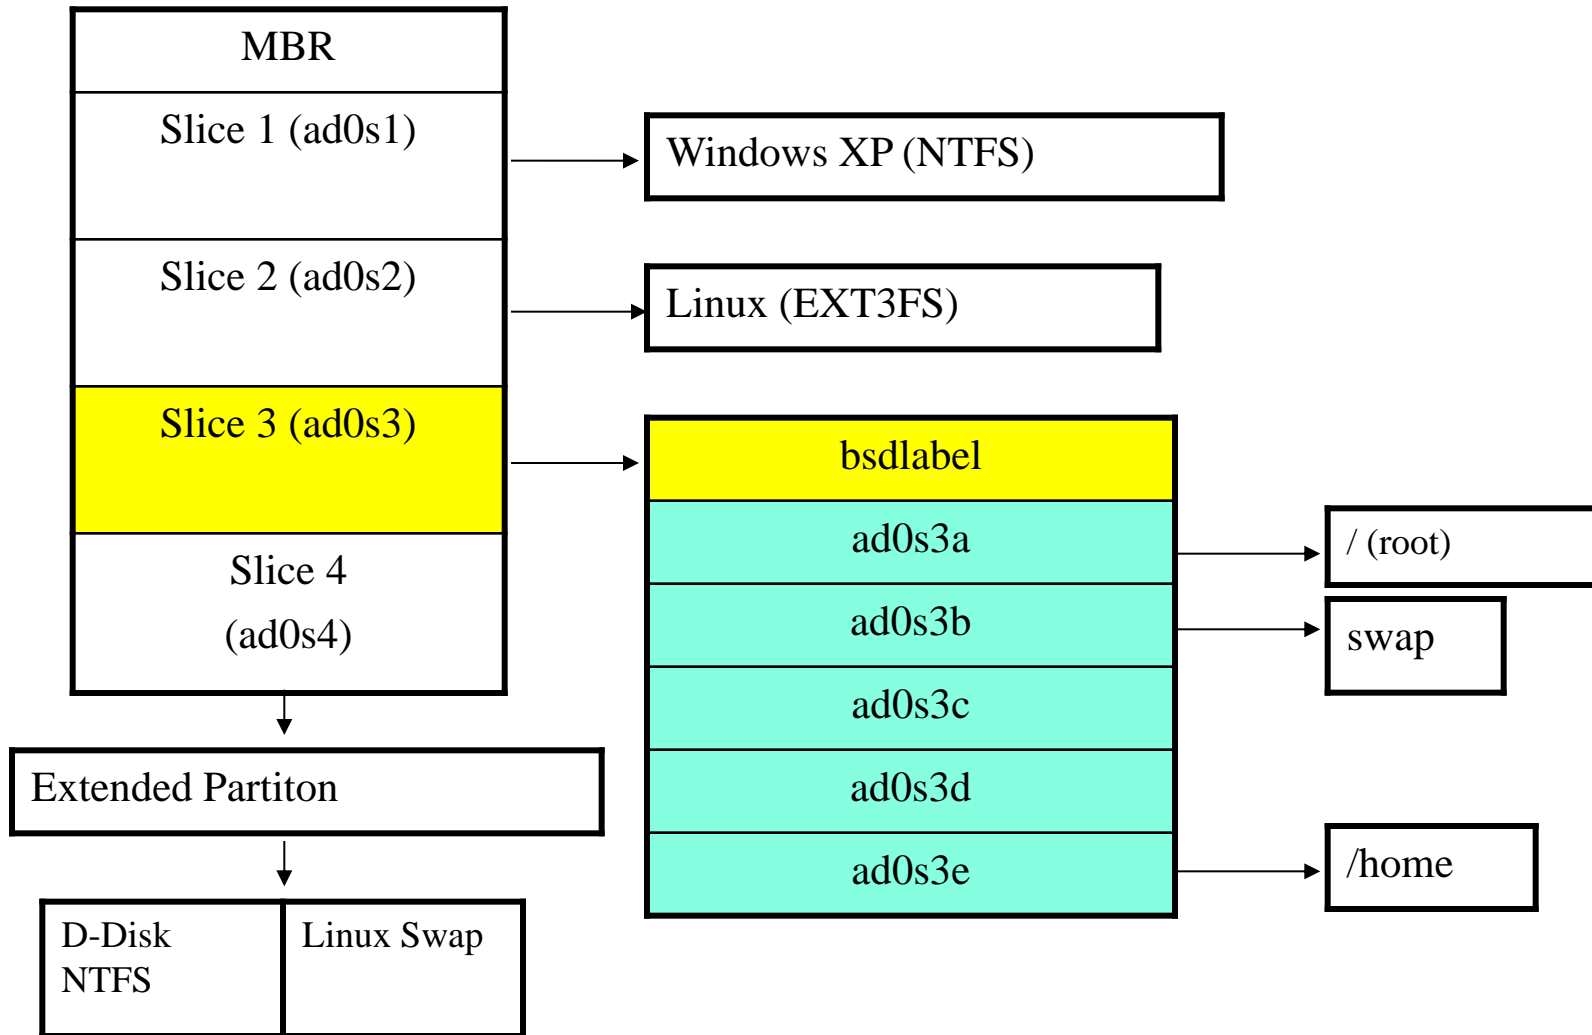 MBR
Slice 1 (ad0s1)
Windows XP (NTFS)
Slice 2 (ad0s2)
Linux (EXT3FS)
Slice 3 (ad0s3)
bsdlabel
ad0s3a
/ (root)
ad0s3b
swap
ad0s3c
ad0s3d
ad0s3e
/home
Slice 4
(ad0s4)
Extended Partiton
D-Disk
NTFS
Linux Swap